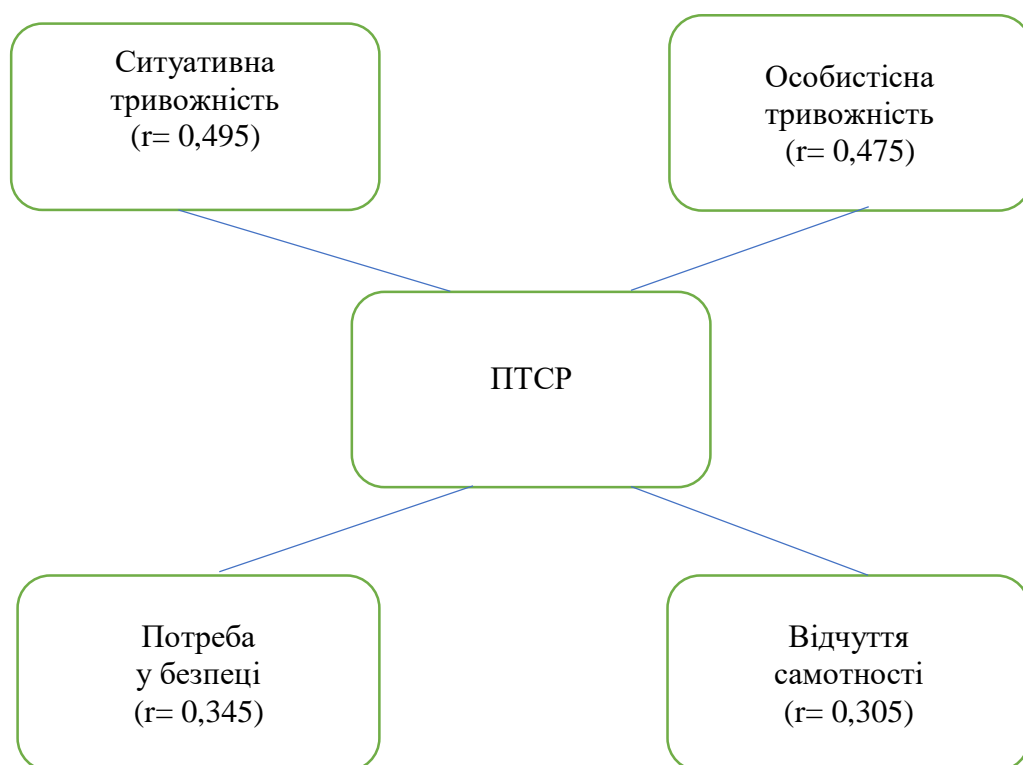 Ситуативна
тривожність
(r= 0,495)
Особистісна
тривожність
(r= 0,475)
ПТСР
Потреба
у безпеці
(r= 0,345)
Відчуття
самотності
(r= 0,305)